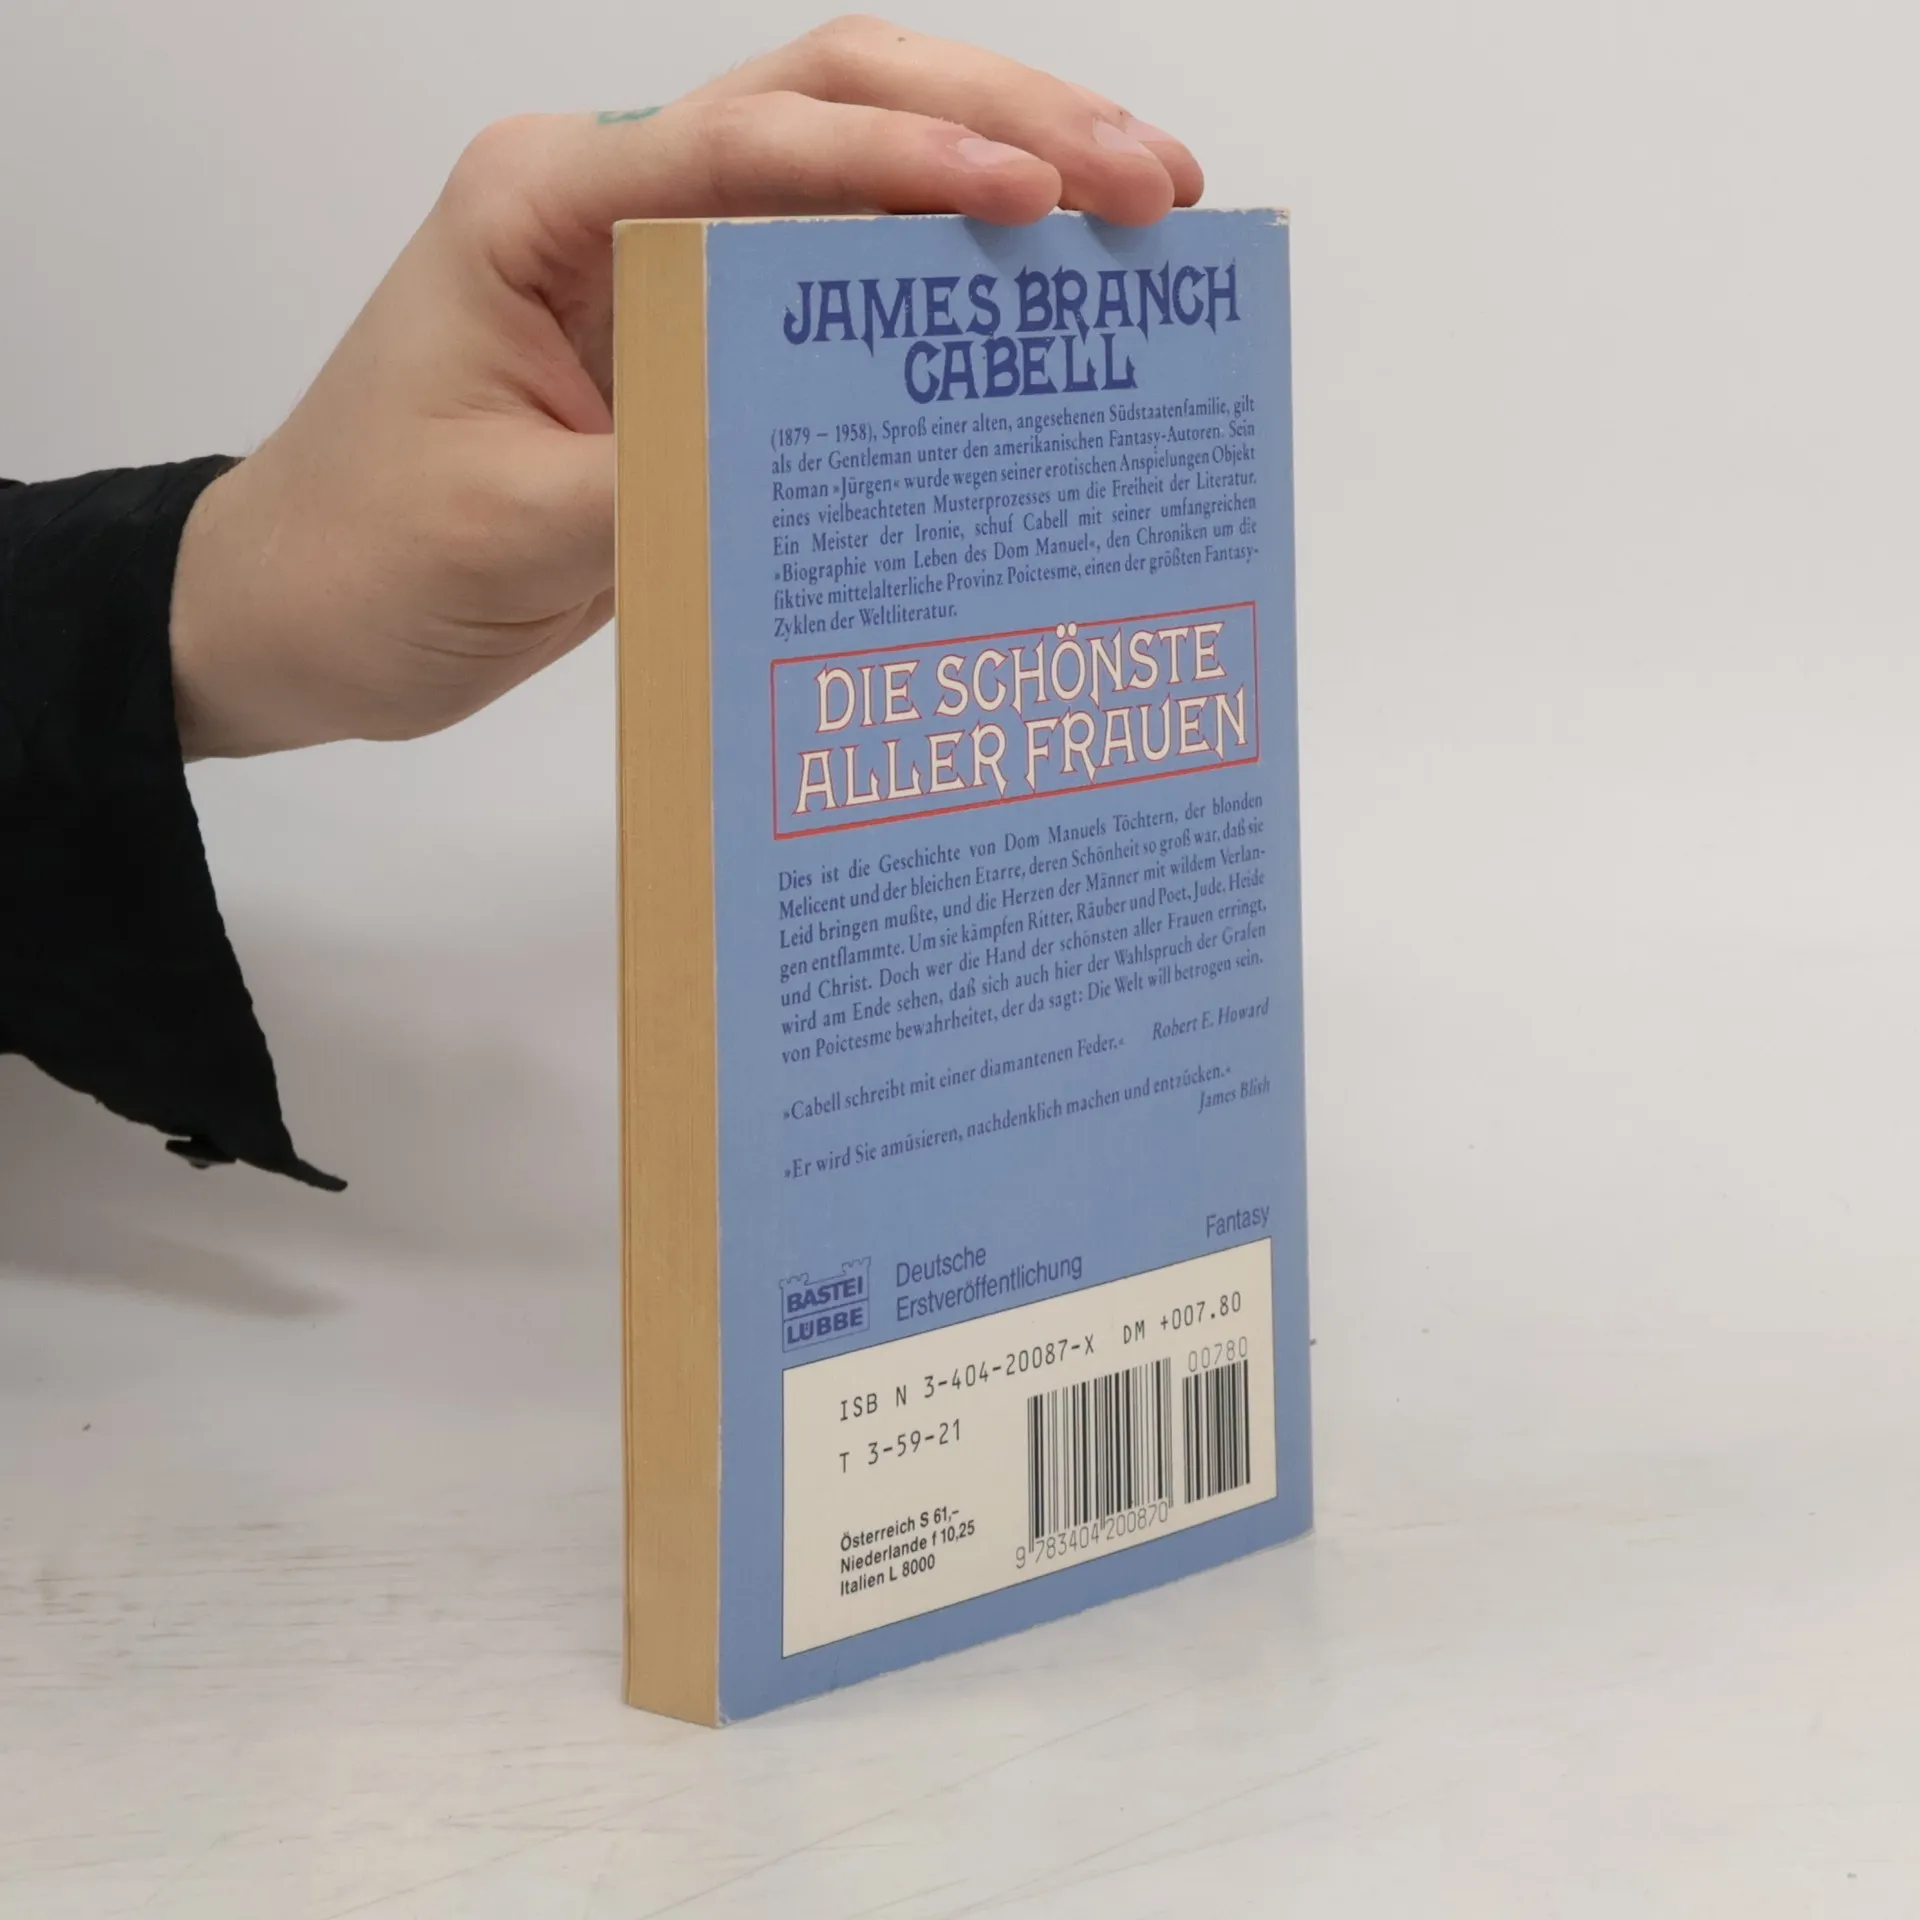 JAMES BRANCH
CABELL
(1879 – 1958), Sproß einer alten, angesehenen Südstaatenfamilie, gilt
als der Gentleman unter den amerikanischen Fantasy-Autoren. Sein
Roman »Jürgen« wurde wegen seiner erotischen Anspielungen Objekt
eines vielbeachteten Musterprozesses um die Freiheit der Literatur.
Ein Meister der Ironie, schuf Cabell mit seiner umfangreichen
»Biographie vom Leben des Dom Manuel«, den Chroniken um die
fiktive mittelalterliche Provinz Poictesme, einen der größten Fantasy-
Zyklen der Weltliteratur.
DIE SCHÖNSTE
ALLER FRAUEN
Dies ist die Geschichte von Dom Manuels Töchtern, der blonden
Melicent und der bleichen Etarre, deren Schönheit so groß war, daß sie
Leid bringen mußte, und die Herzen der Männer mit wildem Verlan-
gen entflammte. Um sie kämpfen Ritter, Räuber und Poet, Jude, Heide
und Christ. Doch wer die Hand der schönsten aller Frauen erringt,
wird am Ende sehen, daß sich auch hier der Wahlspruch der Grafen
von Poictesme bewahrheitet, der da sagt: Die Welt will betrogen sein.
»Cabell schreibt mit einer diamantenen Feder.« Robert E. Howard
»Er wird Sie amüsieren, nachdenklich machen und entzücken.«
James Blish
Fantasy
BASTEI
LÜBBE
Deutsche
Erstveröffentlichung
ISB N 3-404-20087-X DM +007.80
T 3-59-21
00780
Österreich S 61,–
Niederlande f 10,25
Italien L 8000
9 783404 200870